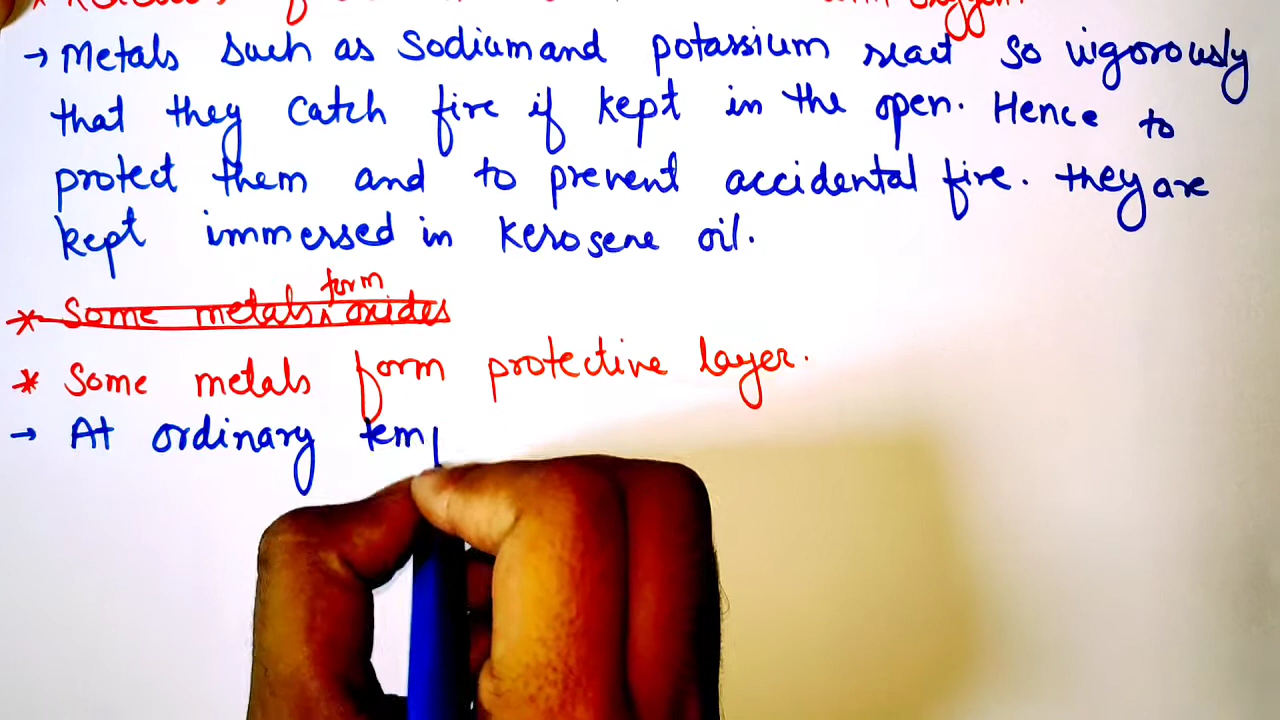 → Metals such as Sodium and potassium react so vigorously
that they catch fire if kept in the open. Hence to
protect them and to prevent accidental fire. they are
kept immersed in kerosene oil.
* Some metals form oxides
* Some metals form protective layer.
→ At ordinary temp